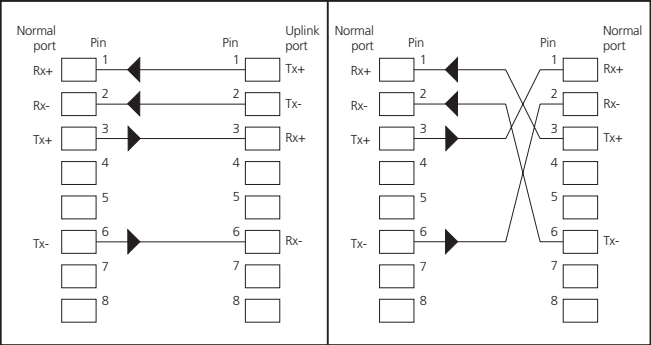 Normal
port
Pin
Pin
Uplink
port
Rx+
1
1
Tx+
Rx-
2
2
Tx-
Tx+
3
3
Rx+
4
4
5
5
Tx-
6
6
Rx-
7
7
8
8
Normal
port
Pin
Pin
Normal
port
Rx+
1
1
Rx+
Rx-
2
2
Rx-
Tx+
3
3
Tx+
4
4
5
5
Tx-
6
6
Tx-
7
7
8
8